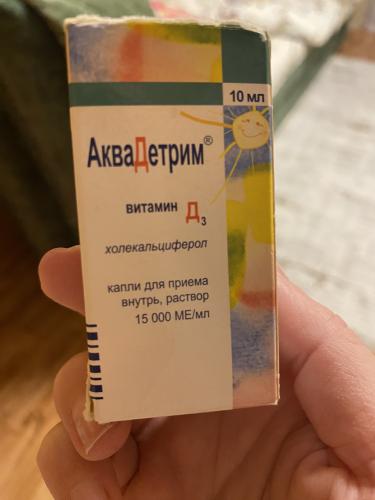 10 мл
АкваДетрим®
витамин Д₃
холекальциферол
капли для приема
внутрь, раствор
15 000 МЕ/мл